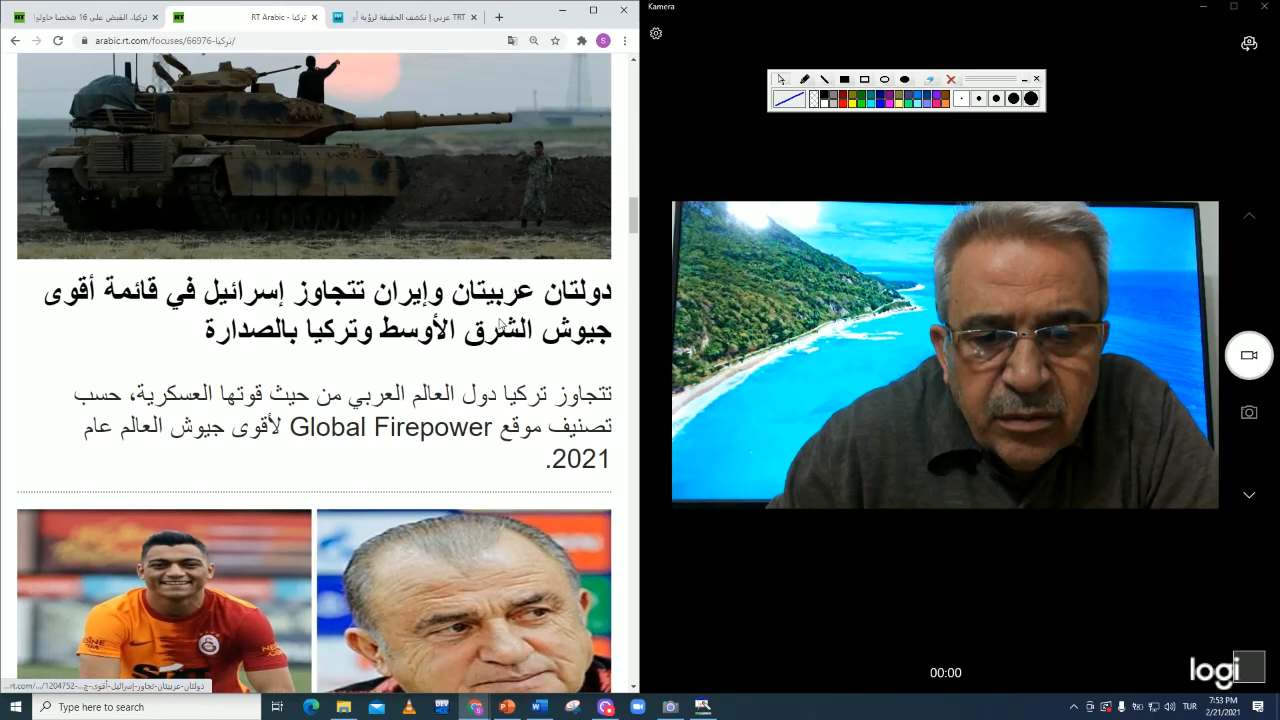 تركيا.. القبض على 16 شخصا حاولوا
RT Arabic - تركيا
TRT عربي | نكشف الحقيقة لرؤية أو
arabic.rt.com/focuses/66976-تركيا/
S
Kamera
دولتان عربيتان وإيران تتجاوز إسرائيل في قائمة أقوى
جيوش الشرق الأوسط وتركيا بالصدارة
تتجاوز تركيا دول العالم العربي من حيث قوتها العسكرية، حسب
تصنيف موقع Global Firepower لأقوى جيوش العالم عام
2021.
00:00
logi
Type here to search
TUR
7:53 PM
2/21/2021